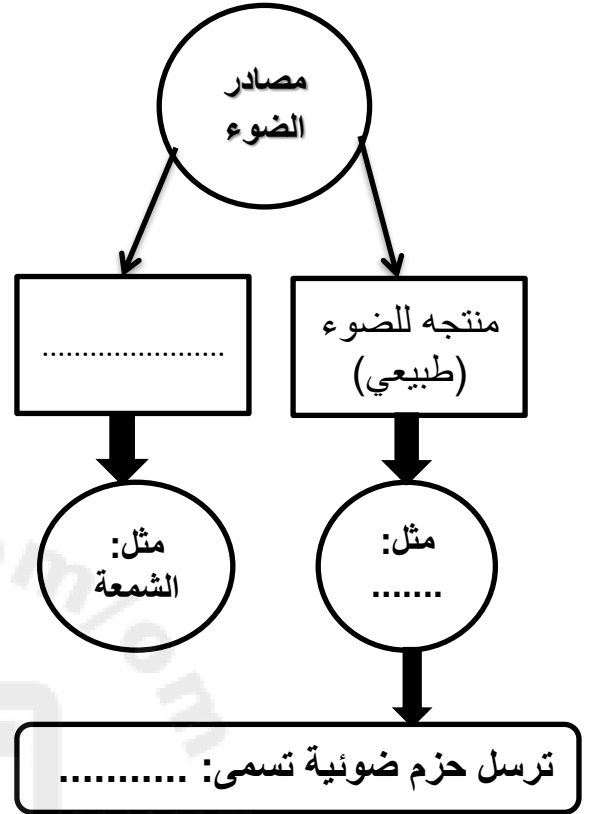 مصادر
الضوء
منتجه للضوء
(طبيعي)
........................
مثل:
.......
مثل:
الشمعة
ترسل حزم ضوئية تسمى: ...........